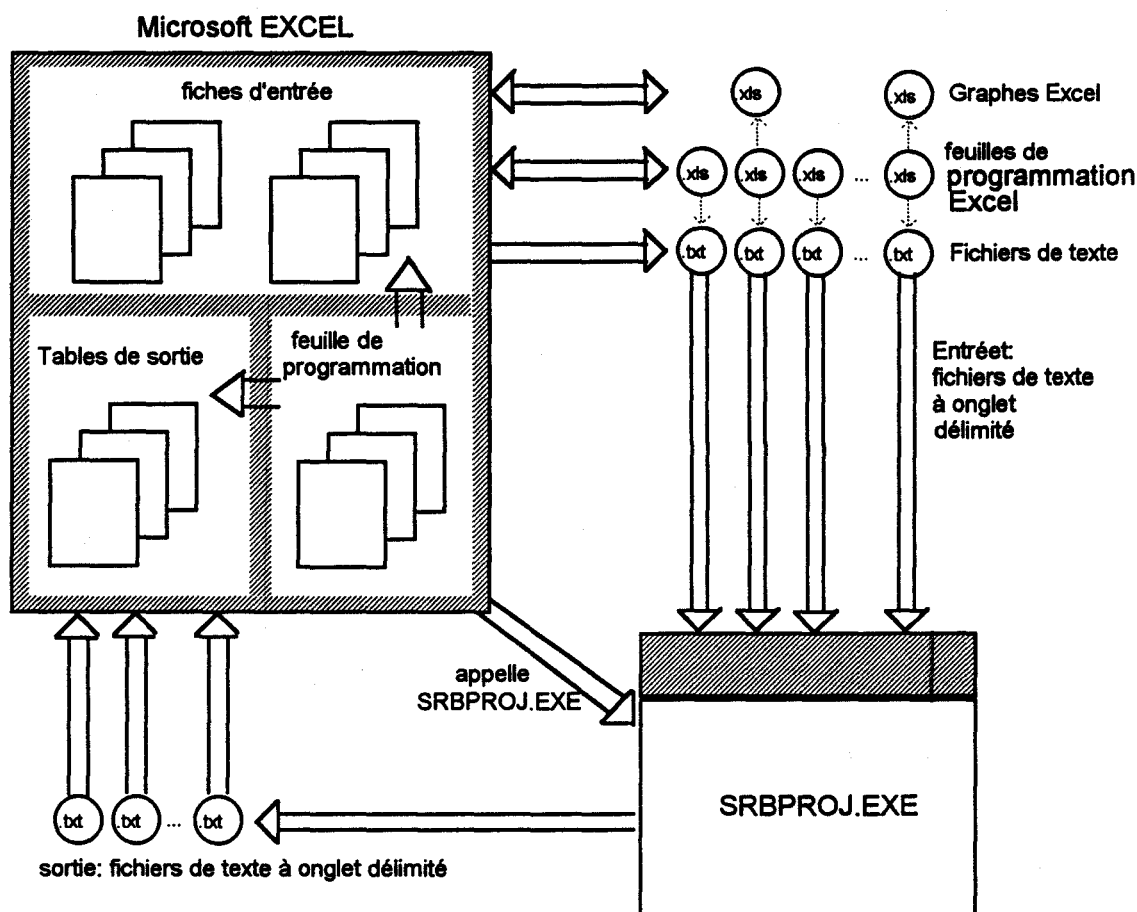 Microsoft EXCEL
fiches d'entrée
.xls
.xls
Graphes Excel
.xls
.xls
.xls
...
.xls
feuilles de
programmation
Excel
.txt
.txt
.txt
...
.txt
Fichiers de texte
Tables de sortie
feuille de
programmation
Entréet:
fichiers de texte
à onglet
délimité
appelle
SRBPROJ.EXE
SRBPROJ.EXE
.txt
.txt
...
.txt
sortie: fichiers de texte à onglet délimité